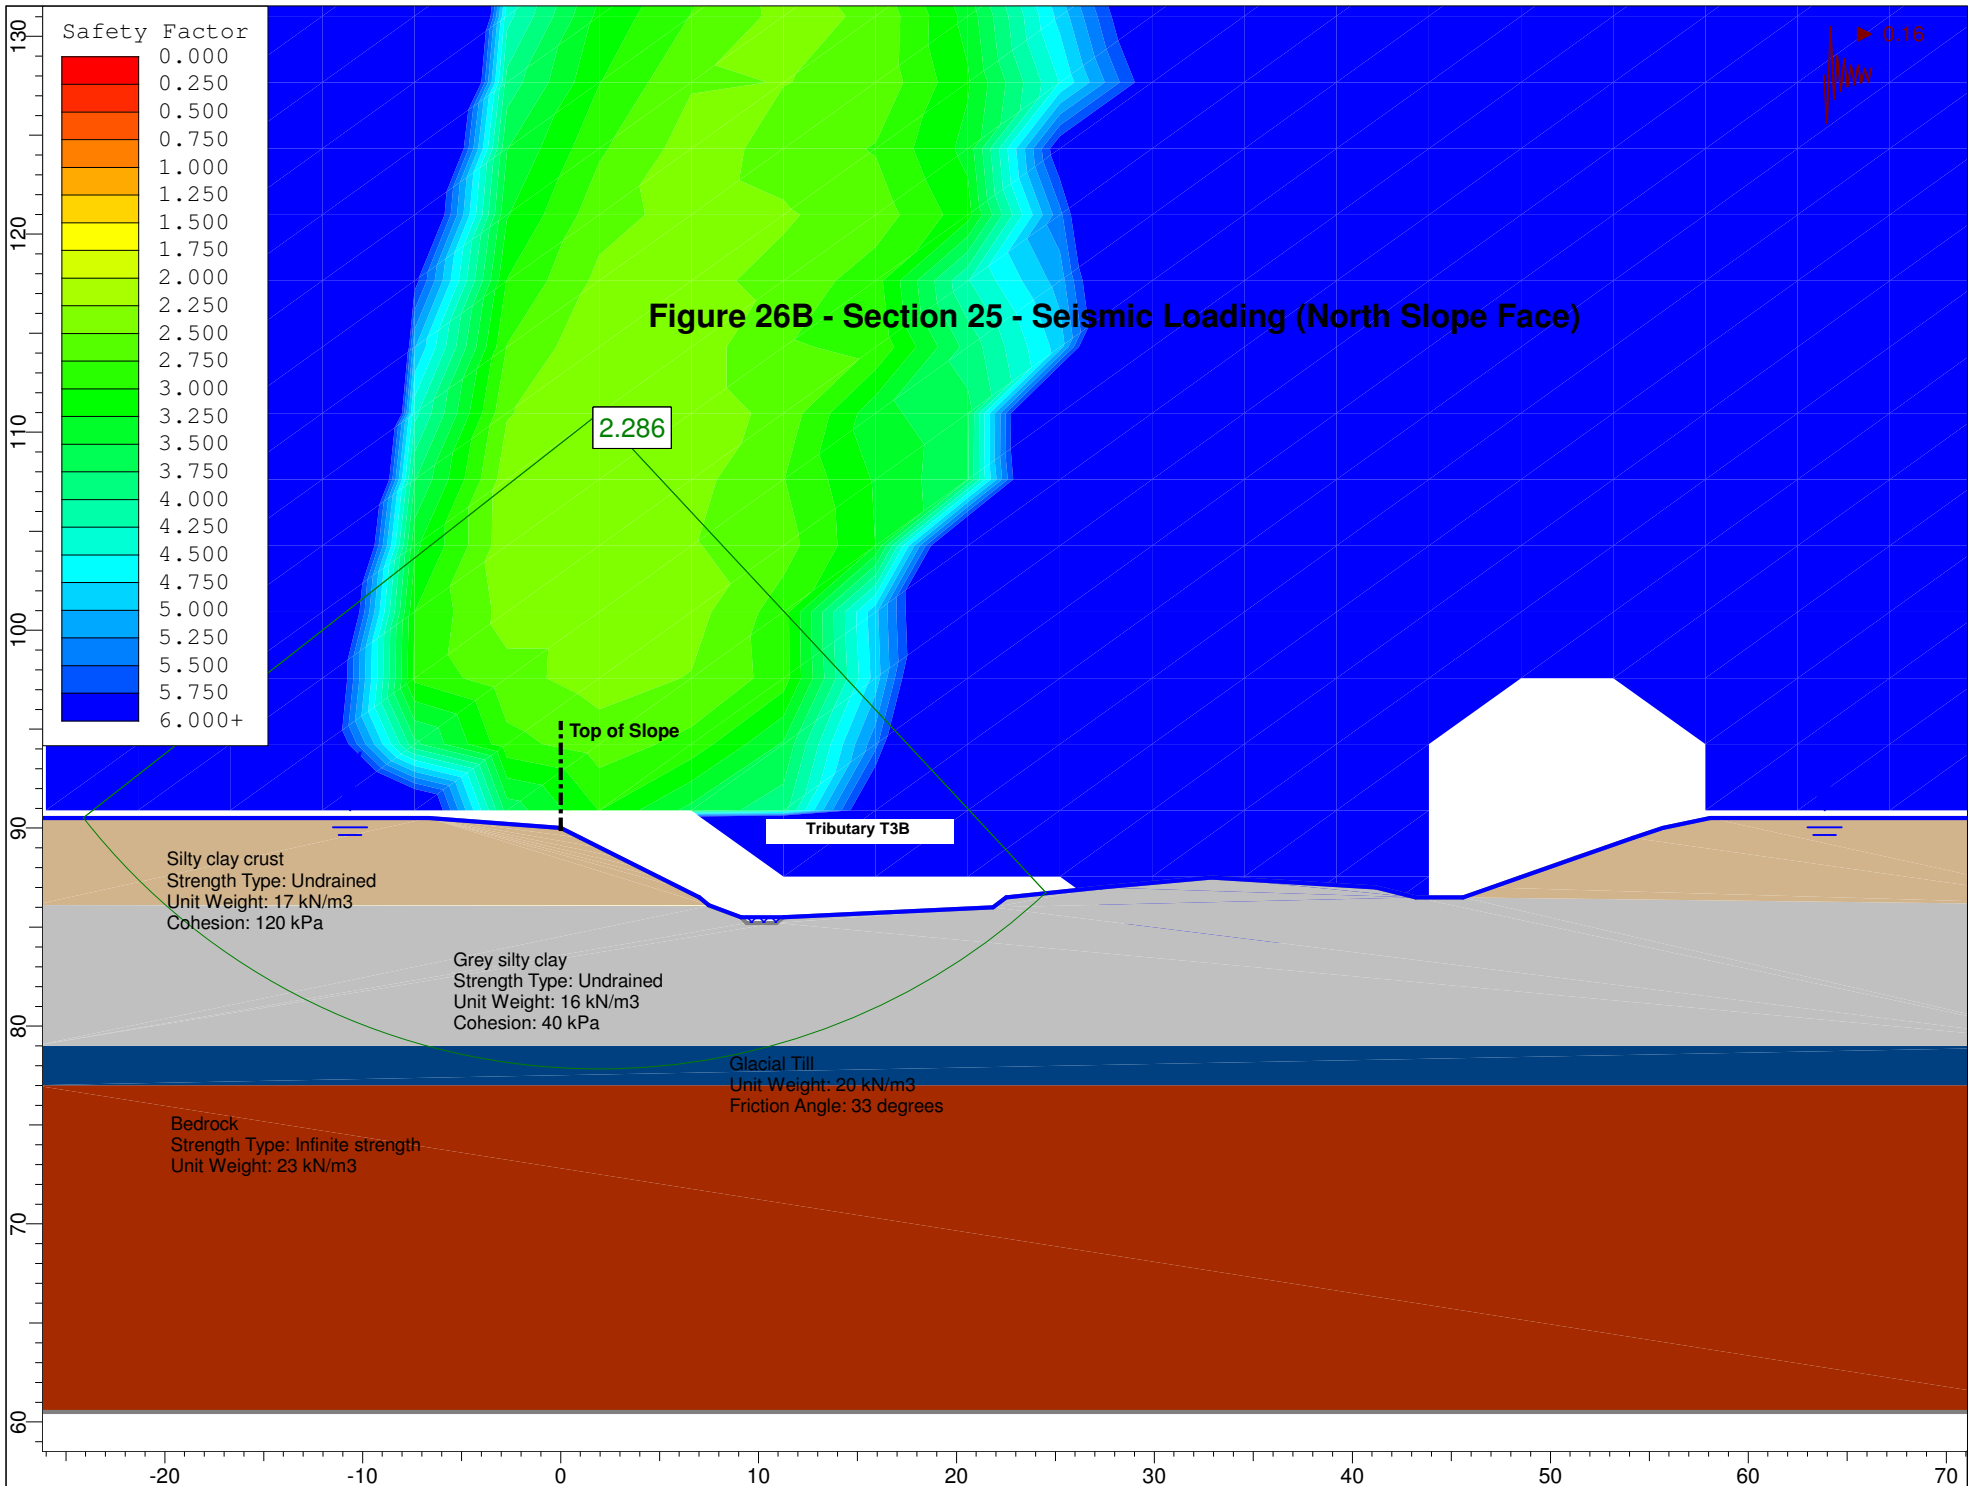 Safety Factor
0.000
0.250
0.500
0.750
1.000
1.250
1.500
1.750
2.000
2.250
2.500
2.750
3.000
3.250
3.500
3.750
4.000
4.250
4.500
4.750
5.000
5.250
5.500
5.750
6.000+
0.16
Figure 26B - Section 25 - Seismic Loading (North Slope Face)
2.286
Top of Slope
Tributary T3B
Silty clay crust
Strength Type: Undrained
Unit Weight: 17 kN/m3
Cohesion: 120 kPa
Grey silty clay
Strength Type: Undrained
Unit Weight: 16 kN/m3
Cohesion: 40 kPa
Glacial Till
Unit Weight: 20 kN/m3
Friction Angle: 33 degrees
Bedrock
Strength Type: Infinite strength
Unit Weight: 23 kN/m3
130
120
110
100
90
80
70
60
-20 -10 0 10 20 30 40 50 60 70